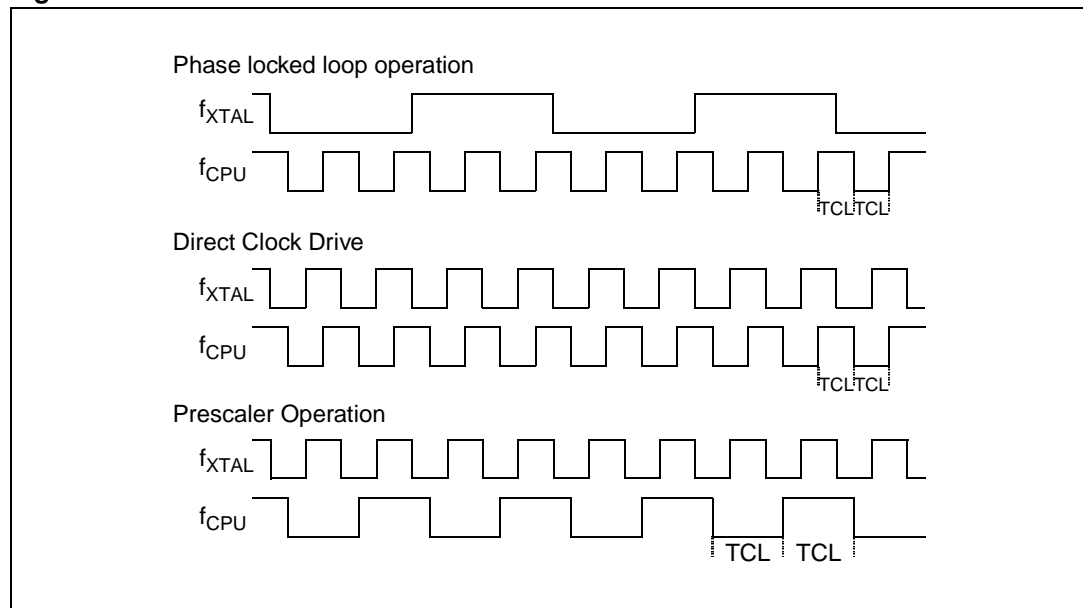 Phase locked loop operation
fXTAL
fCPU
TCL TCL
Direct Clock Drive
fXTAL
fCPU
TCL TCL
Prescaler Operation
fXTAL
fCPU
TCL TCL